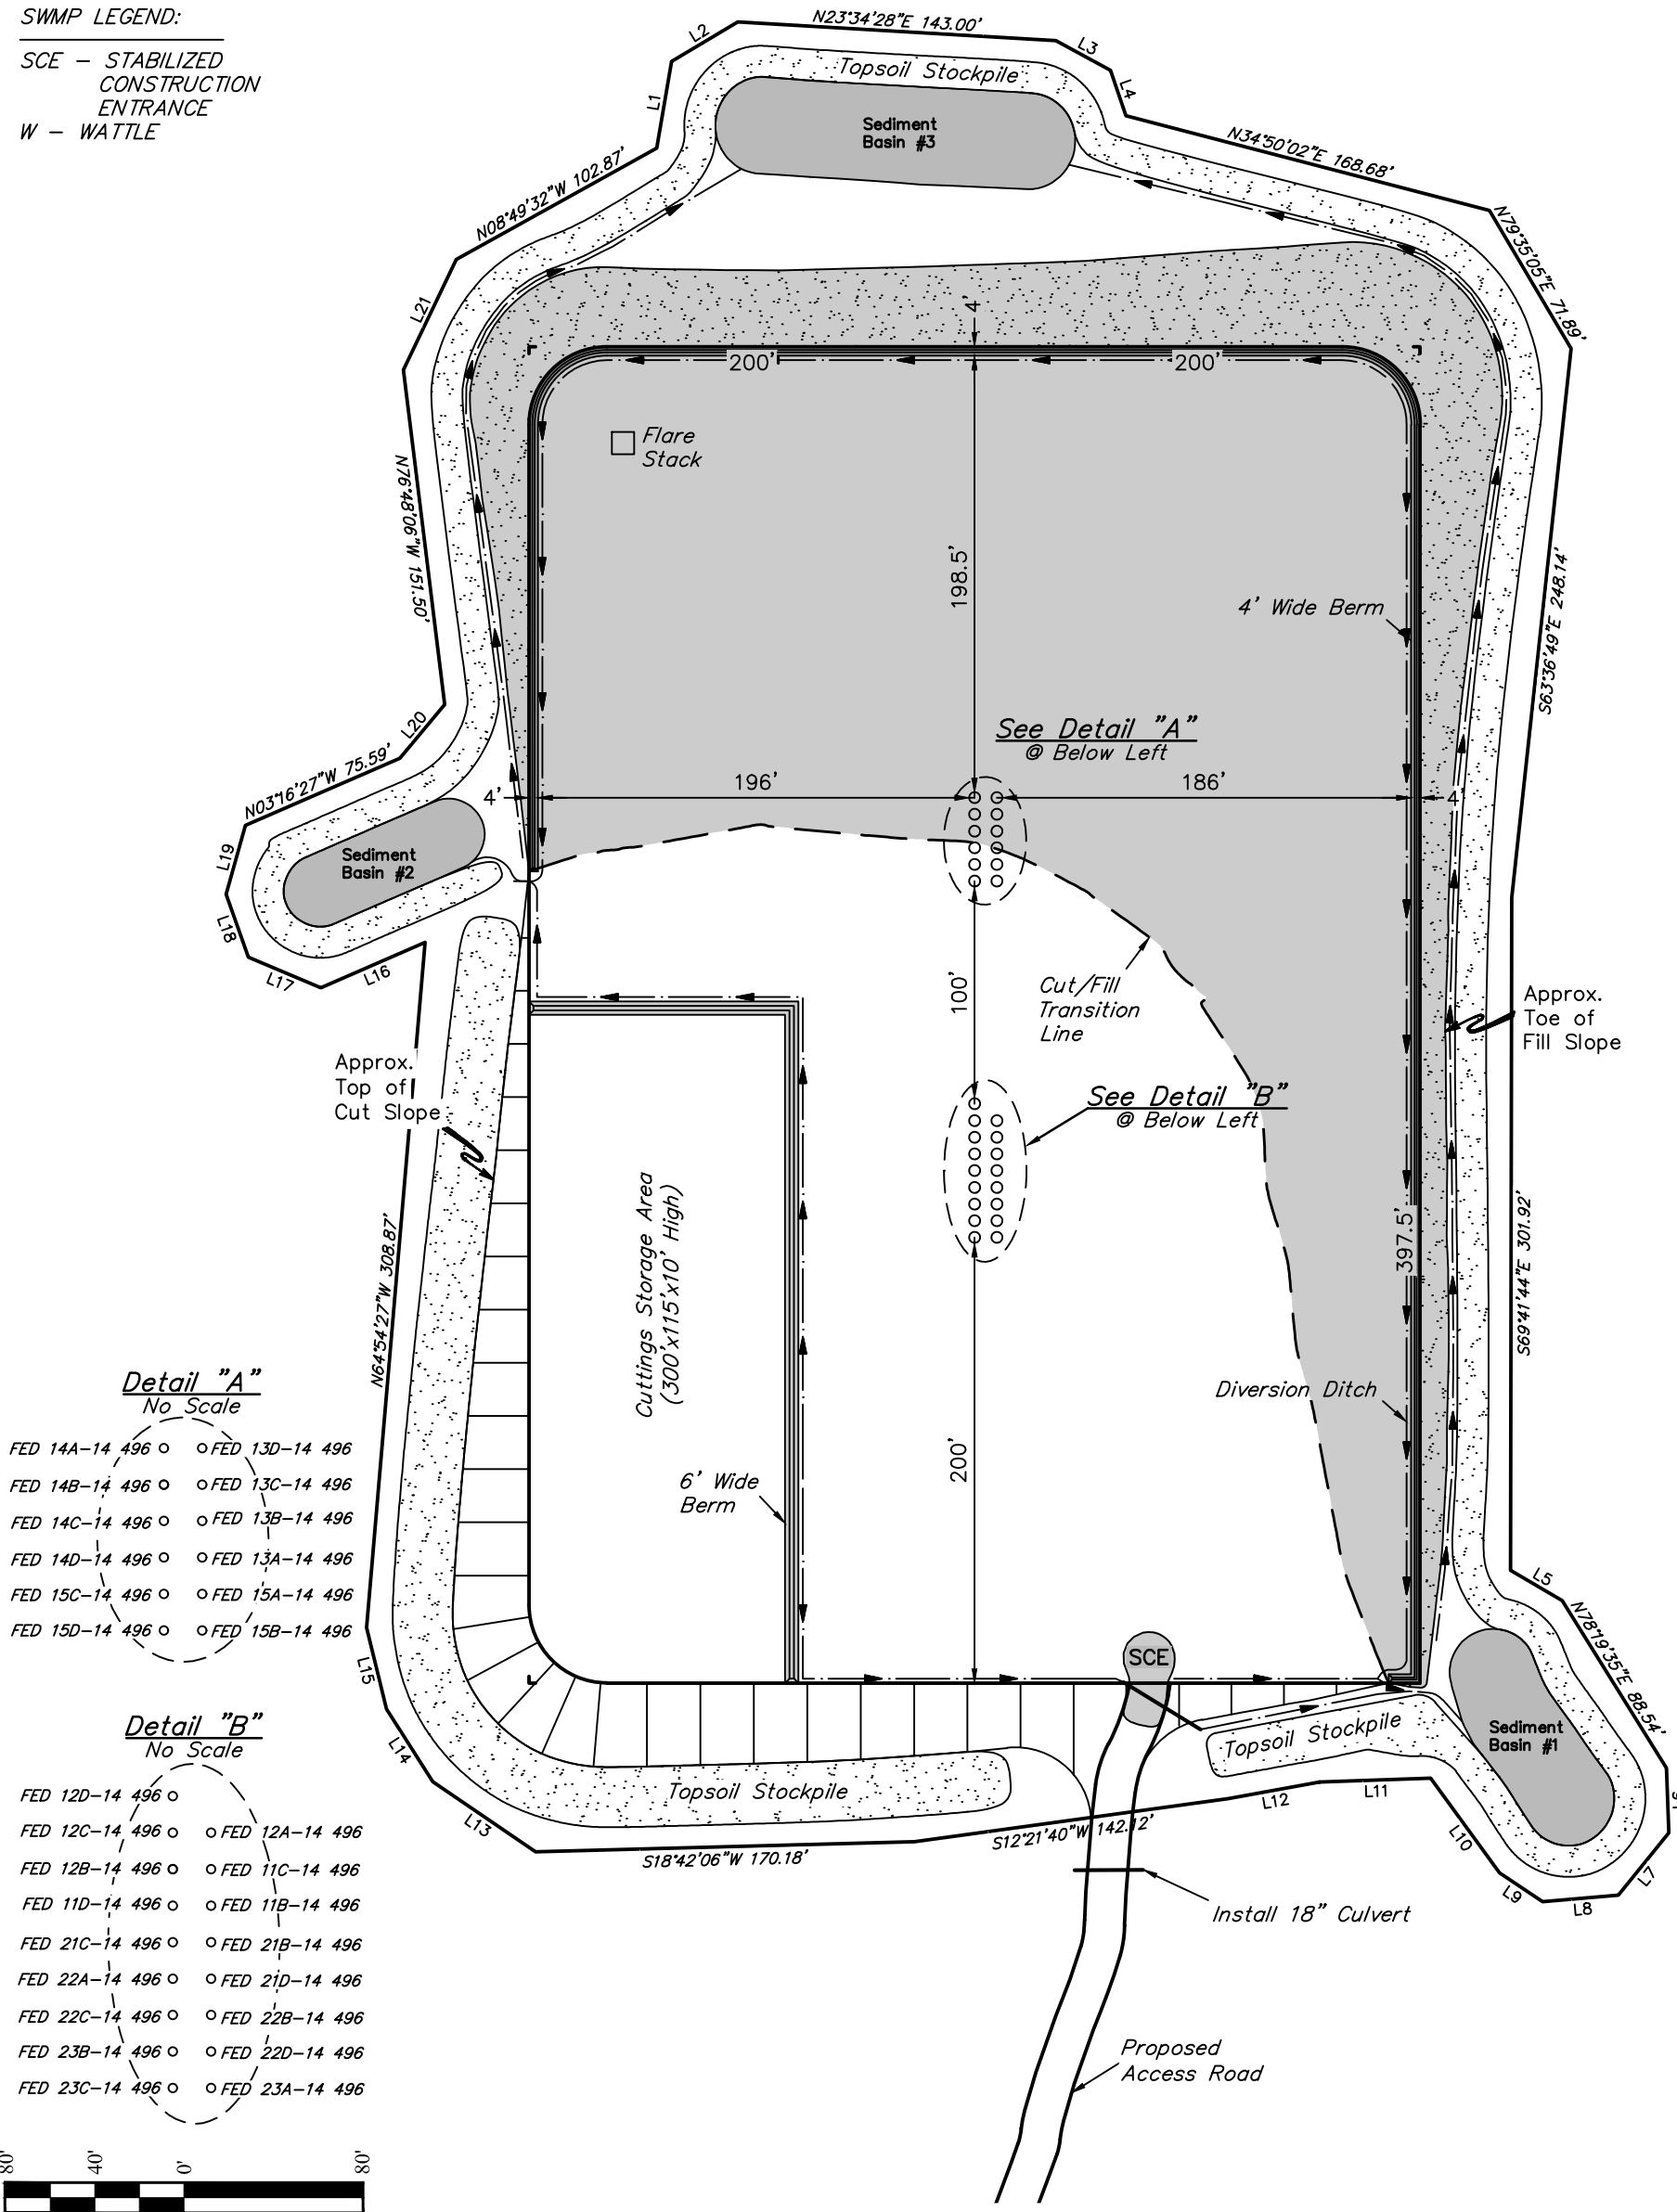 SWMP LEGEND:
SCE – STABILIZED
CONSTRUCTION
ENTRANCE
W – WATTLE
N23°34'28"E 143.00'
L2
L3
L1
L4
Topsoil Stockpile
Sediment
Basin #3
N34°50'02"E 168.68'
N08°49'32"W 102.87'
N79°35'05"E 71.89'
L21
4'
200'
200'
Flare
Stack
N76°48'06"W 151.50'
198.5'
4' Wide Berm
S63°36'49"E 248.14'
See Detail "A"
@ Below Left
L20
N03°16'27"W 75.59'
4'
196'
186'
4'
L19
Sediment
Basin #2
L18
L17
L16
100'
Cut/Fill
Transition
Line
Approx.
Toe of
Fill Slope
Approx.
Top of
Cut Slope
See Detail "B"
@ Below Left
Cuttings Storage Area
(300'x115'x10' High)
N64°54'27"W 308.87'
397.5'
S69°41'44"E 301.92'
Diversion Ditch
200'
6' Wide
Berm
Detail "A"
No Scale
FED 14A–14 496 FED 13D–14 496
FED 14B–14 496 FED 13C–14 496
FED 14C–14 496 FED 13B–14 496
FED 14D–14 496 FED 13A–14 496
FED 15C–14 496 FED 15A–14 496
FED 15D–14 496 FED 15B–14 496
L5
N78°19'35"E 88.54'
L15
SCE
L14
Topsoil Stockpile
Topsoil Stockpile
Sediment
Basin #1
L13
L12
L11
L10
L9
L8
L7
S18°42'06"W 170.18'
S12°21'40"W 142.12'
Install 18" Culvert
Detail "B"
No Scale
FED 12D–14 496
FED 12C–14 496 FED 12A–14 496
FED 12B–14 496 FED 11C–14 496
FED 11D–14 496 FED 11B–14 496
FED 21C–14 496 FED 21B–14 496
FED 22A–14 496 FED 21D–14 496
FED 22C–14 496 FED 22B–14 496
FED 23B–14 496 FED 22D–14 496
FED 23C–14 496 FED 23A–14 496
Proposed
Access Road
80' 40' 0' 80'